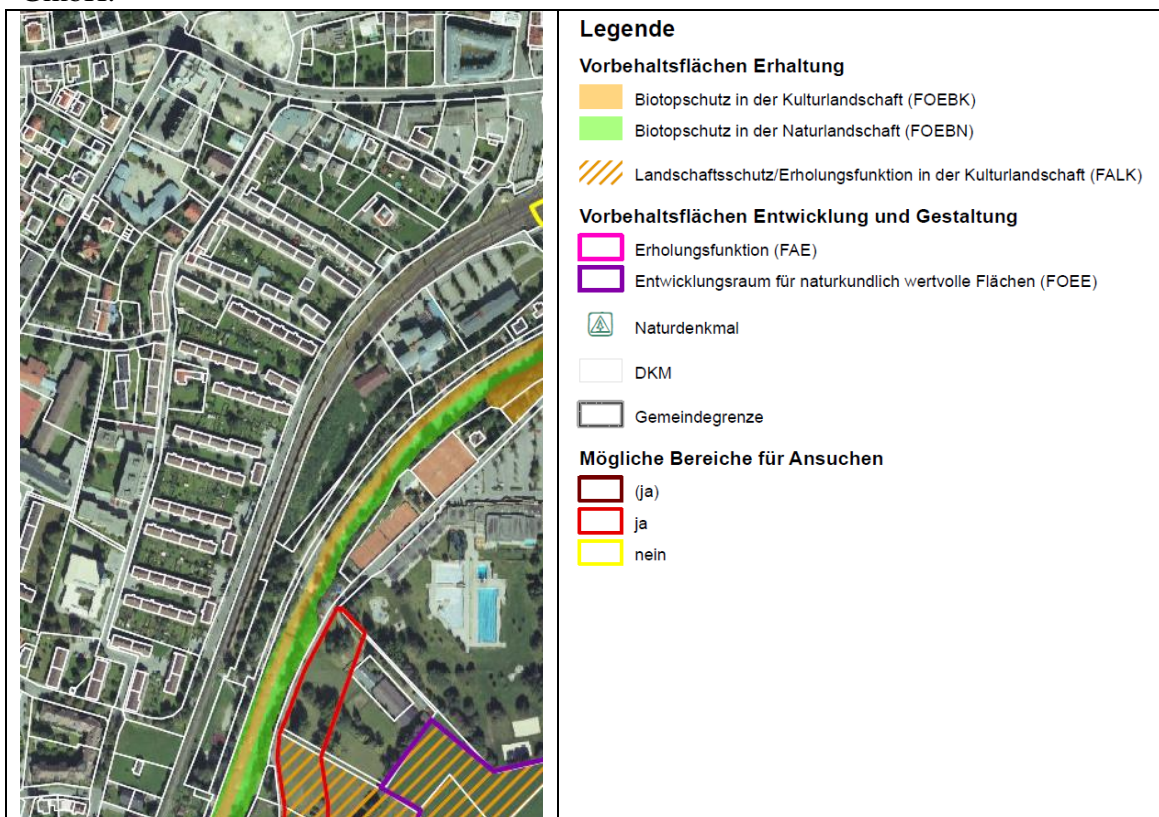 Legende
Vorbehaltsflächen Erhaltung
Biotopschutz in der Kulturlandschaft (FOEBK)
Biotopschutz in der Naturlandschaft (FOEBN)
Landschaftsschutz/Erholungsfunktion in der Kulturlandschaft (FALK)
Vorbehaltsflächen Entwicklung und Gestaltung
Erholungsfunktion (FAE)
Entwicklungsraum für naturkundlich wertvolle Flächen (FOEE)
Naturdenkmal
DKM
Gemeindegrenze
Mögliche Bereiche für Ansuchen
(ja)
ja
nein